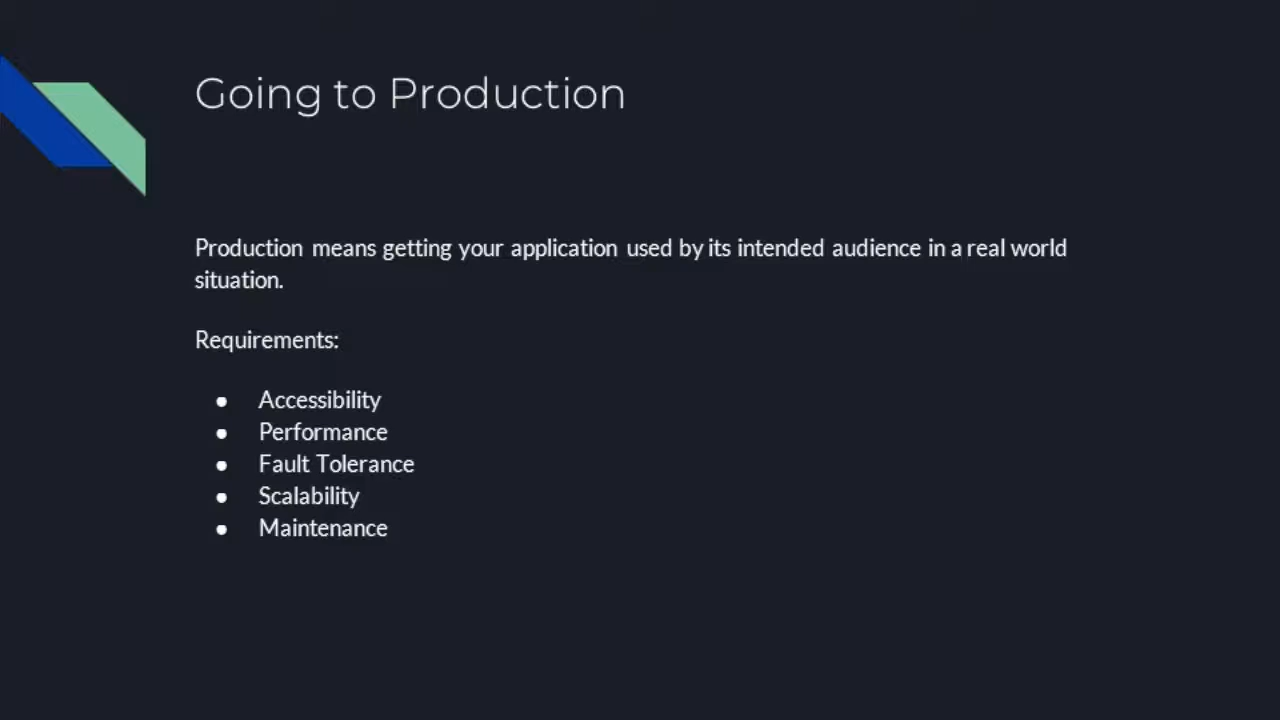 Going to Production
Production means getting your application used by its intended audience in a real world
situation.
Requirements:
● Accessibility
● Performance
● Fault Tolerance
● Scalability
● Maintenance